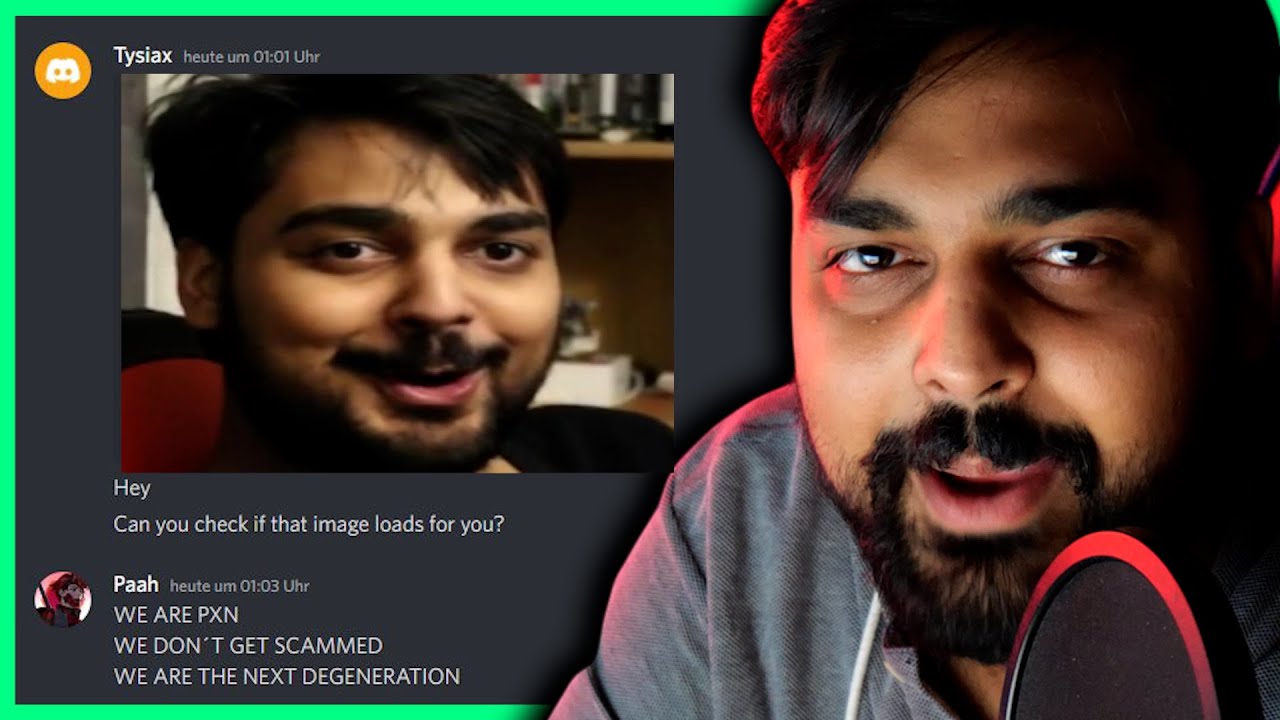 Tysiax heute um 01:01 Uhr
Hey
Can you check if that image loads for you?
Paah heute um 01:03 Uhr
WE ARE PXN
WE DON´T GET SCAMMED
WE ARE THE NEXT DEGENERATION